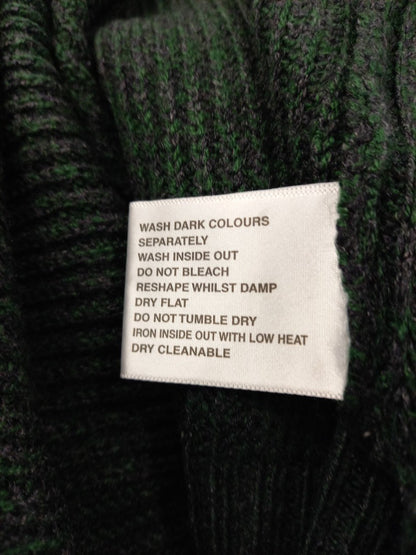 WASH DARK COLOURS
SEPARATELY
WASH INSIDE OUT
DO NOT BLEACH
RESHAPE WHILST DAMP
DRY FLAT
DO NOT TUMBLE DRY
IRON INSIDE OUT WITH LOW HEAT
DRY CLEANABLE